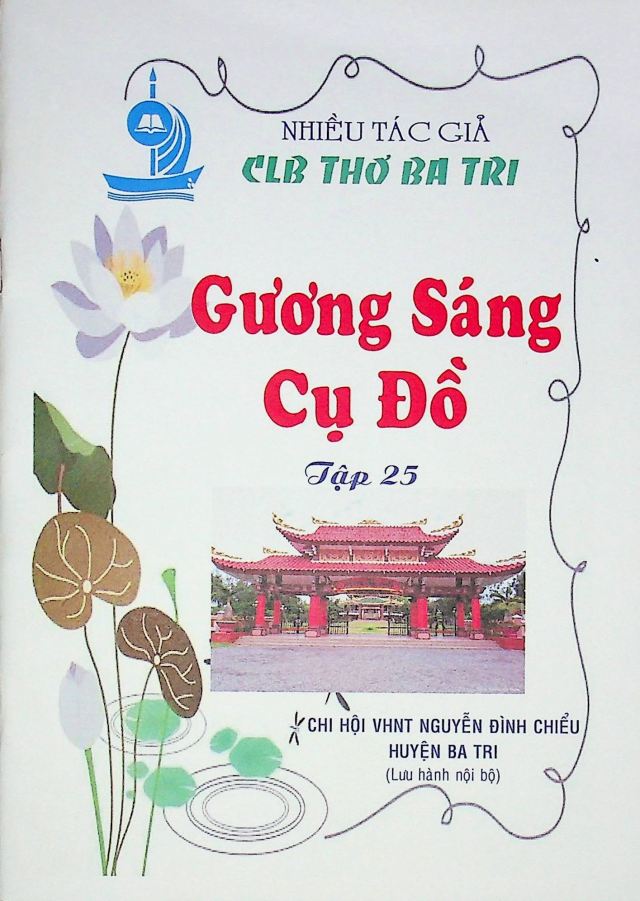 NHIỀU TÁC GIẢ
CLB THƠ BA TRI
Gương Sáng
Cụ Đồ
Tập 25
CHI HỘI VHNT NGUYỄN ĐÌNH CHIỂU
HUYỆN BA TRI
(Lưu hành nội bộ)